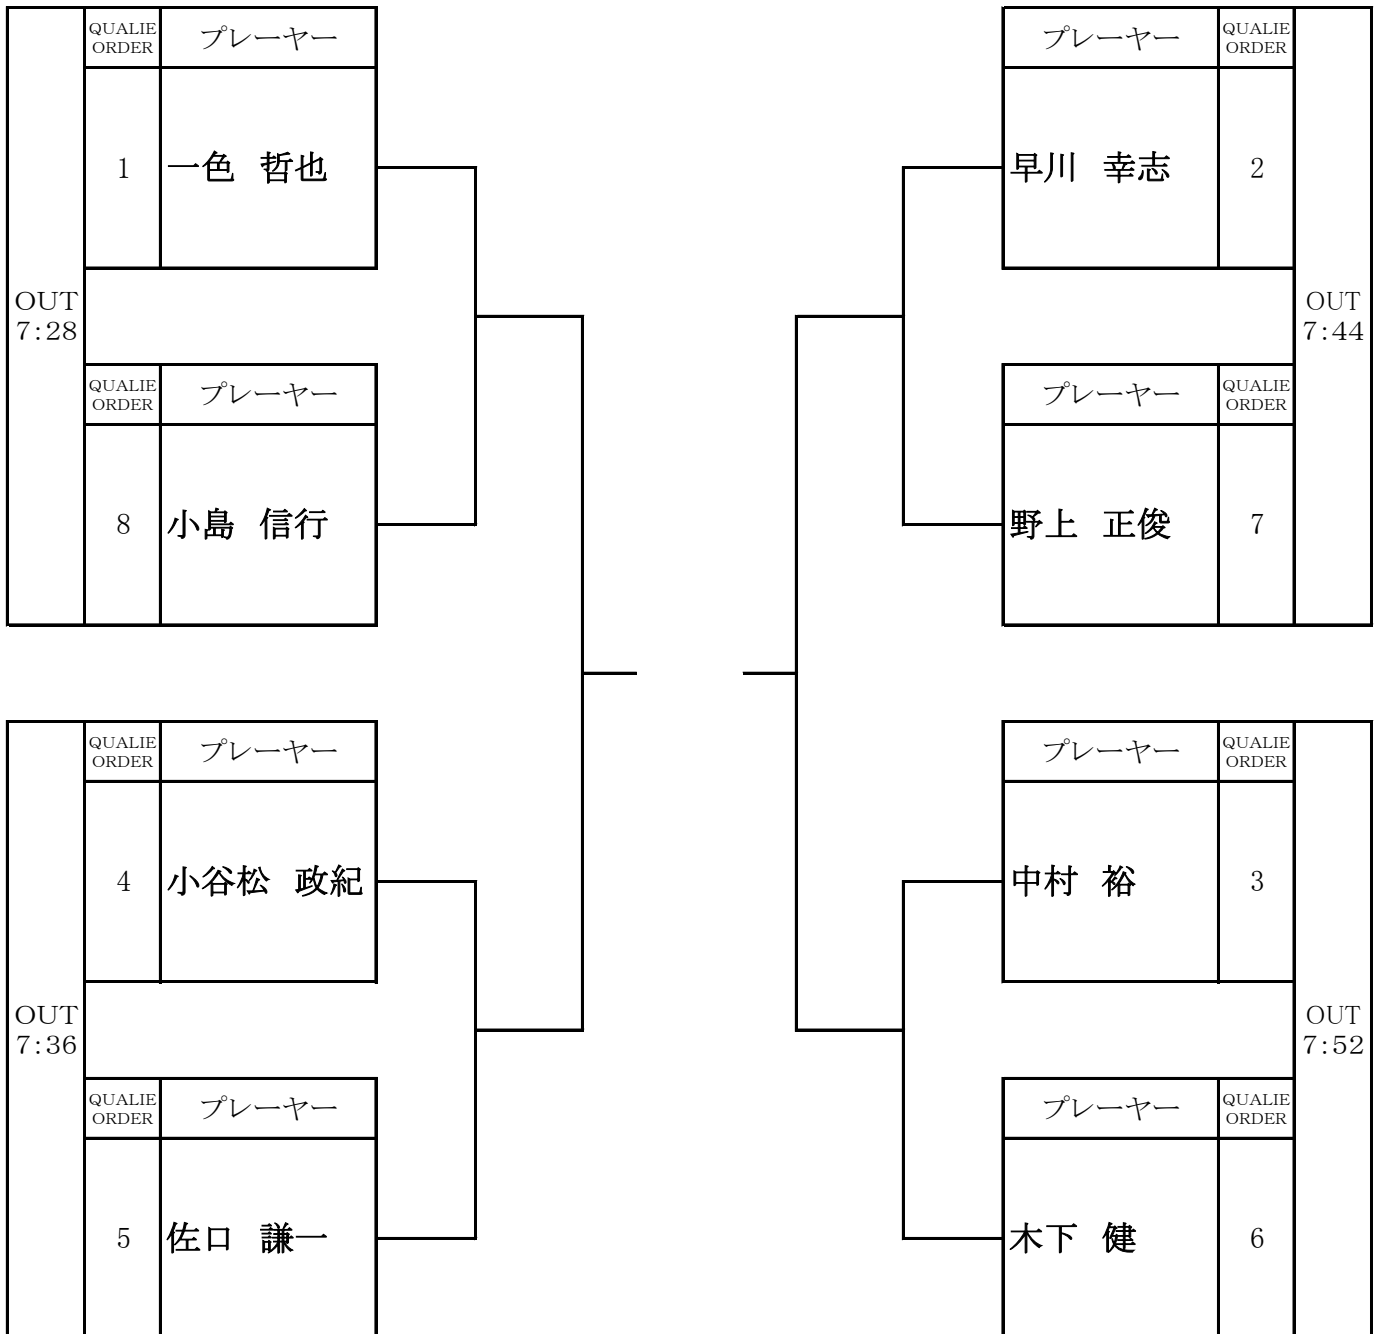 QUALIE
ORDER
プレーヤー
1
一色 哲也
OUT
7:28
QUALIE
ORDER
プレーヤー
8
小島 信行
QUALIE
ORDER
プレーヤー
4
小谷松 政紀
OUT
7:36
QUALIE
ORDER
プレーヤー
5
佐口 謙一
プレーヤー
QUALIE
ORDER
早川 幸志
2
OUT
7:44
プレーヤー
QUALIE
ORDER
野上 正俊
7
プレーヤー
QUALIE
ORDER
中村 裕
3
OUT
7:52
プレーヤー
QUALIE
ORDER
木下 健
6